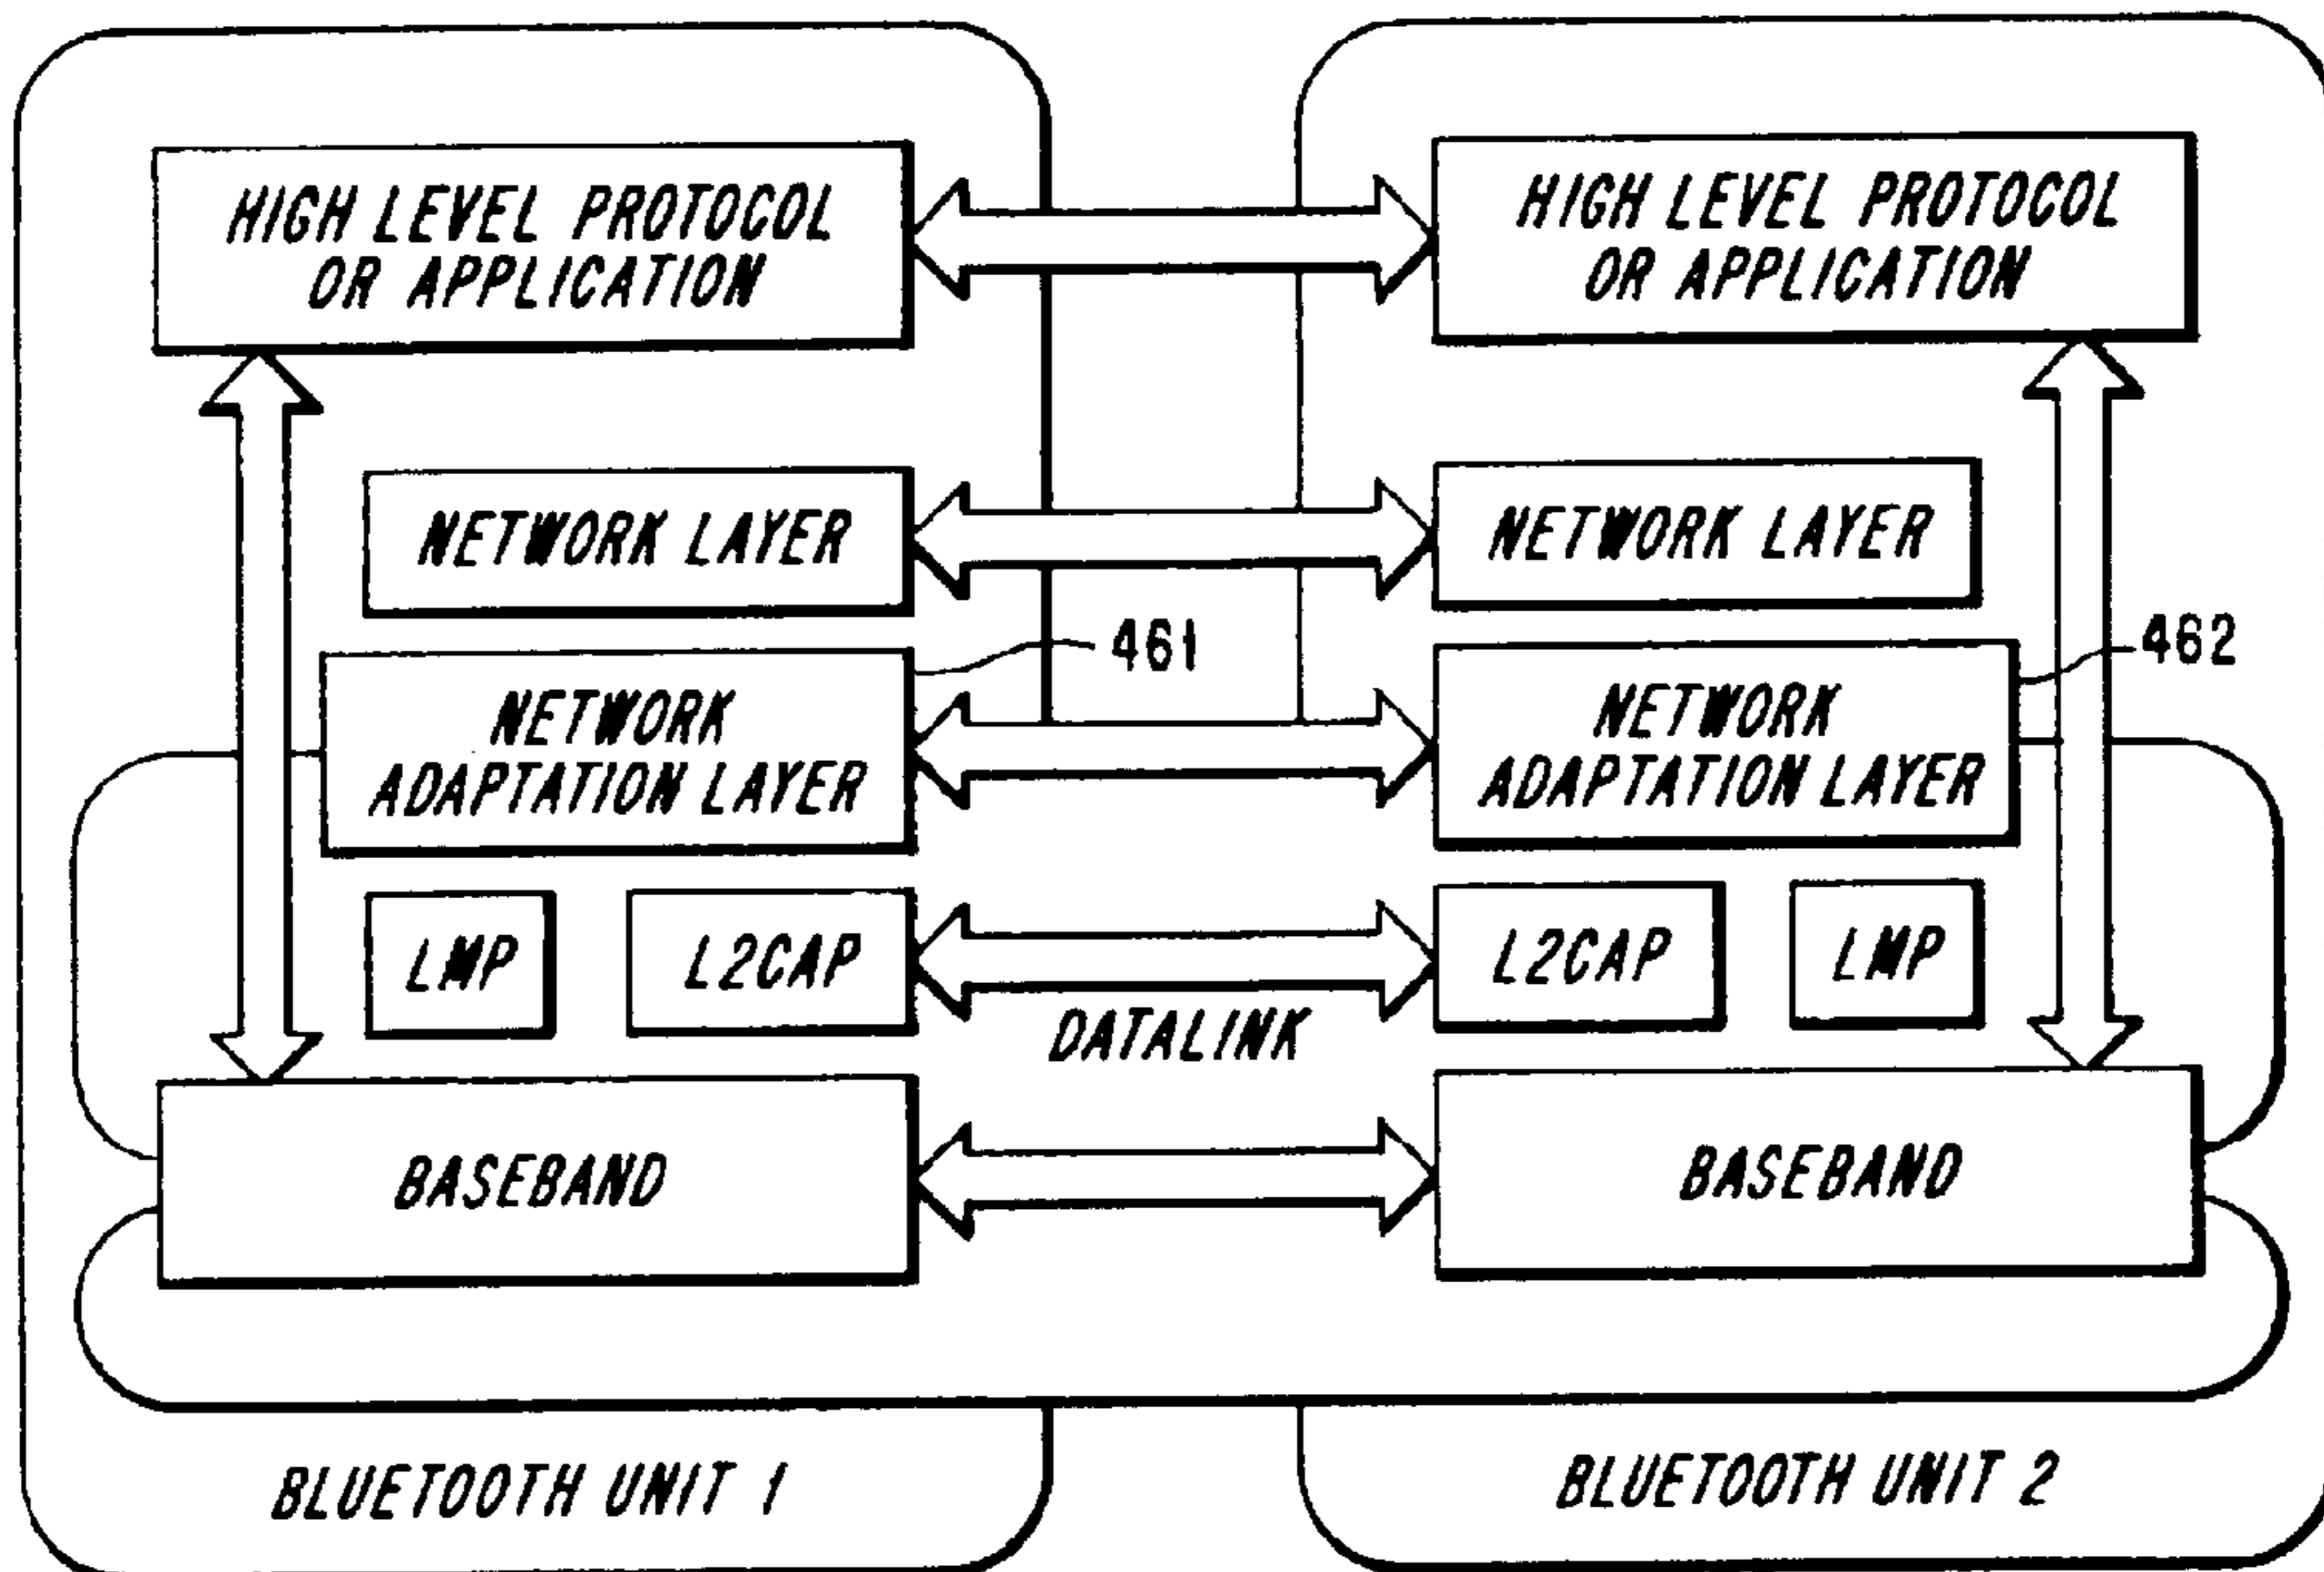 HIGH LEVEL PROTOCOL
OR APPLICATION
HIGH LEVEL PROTOCOL
OR APPLICATION
NETWORK LAYER
NETWORK LAYER
461
462
NETWORK
ADAPTATION LAYER
NETWORK
ADAPTATION LAYER
LMP
L2CAP
L2CAP
LMP
DATALINK
BASEBAND
BASEBAND
BLUETOOTH UNIT 1
BLUETOOTH UNIT 2